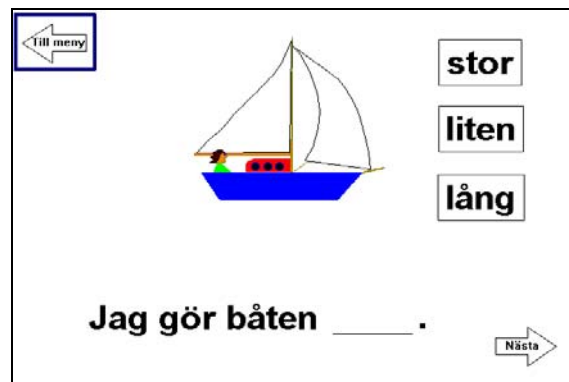 Till meny
stor
liten
lång
Jag gör båten ____ .
Nästa